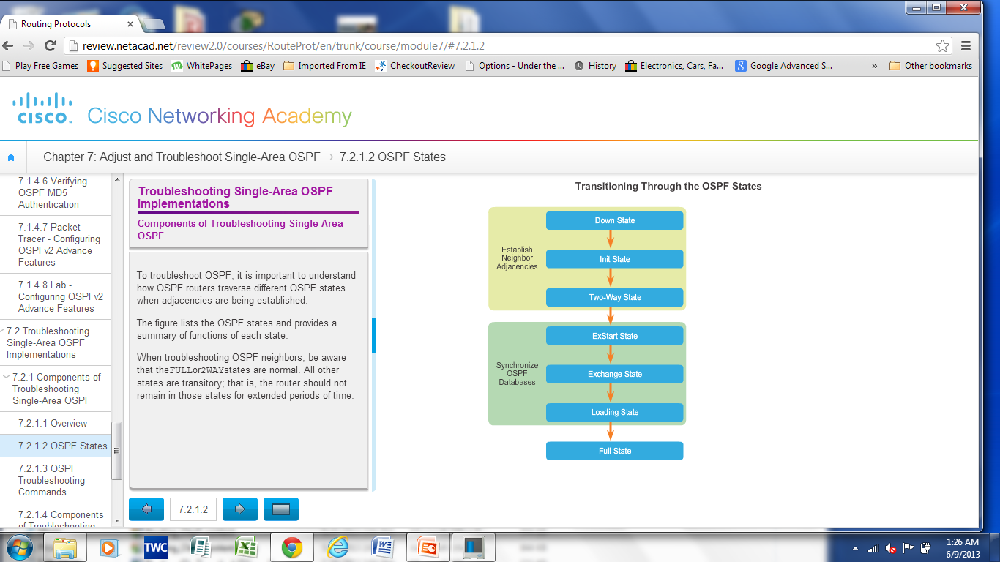 Routing Protocols
review.netacad.net/review2.0/courses/RouteProt/en/trunk/course/module7/#7.2.1.2
Play Free Games Suggested Sites WhitePages eBay Imported From IE CheckoutReview Options - Under the ... History Electronics, Cars, Fa... Google Advanced S... » Other bookmarks
CISCO Cisco Networking Academy
Chapter 7: Adjust and Troubleshoot Single-Area OSPF › 7.2.1.2 OSPF States
7.1.4.6 Verifying
OSPF MD5
Authentication
7.1.4.7 Packet
Tracer - Configuring
OSPFv2 Advance
Features
7.1.4.8 Lab -
Configuring OSPFv2
Advance Features
7.2 Troubleshooting
Single-Area OSPF
Implementations
7.2.1 Components of
Troubleshooting
Single-Area OSPF
7.2.1.1 Overview
7.2.1.2 OSPF States
7.2.1.3 OSPF
Troubleshooting
Commands
7.2.1.4 Components
of Troubleshooting
Troubleshooting Single-Area OSPF
Implementations
Components of Troubleshooting Single-Area
OSPF
To troubleshoot OSPF, it is important to understand
how OSPF routers traverse different OSPF states
when adjacencies are being established.
The figure lists the OSPF states and provides a
summary of functions of each state.
When troubleshooting OSPF neighbors, be aware
that theFULLor2WAYstates are normal. All other
states are transitory; that is, the router should not
remain in those states for extended periods of time.
7.2.1.2
Transitioning Through the OSPF States
Establish
Neighbor
Adjacencies
Down State
Init State
Two-Way State
Synchronize
OSPF
Databases
ExStart State
Exchange State
Loading State
Full State
TWC
1:26 AM
6/9/2013